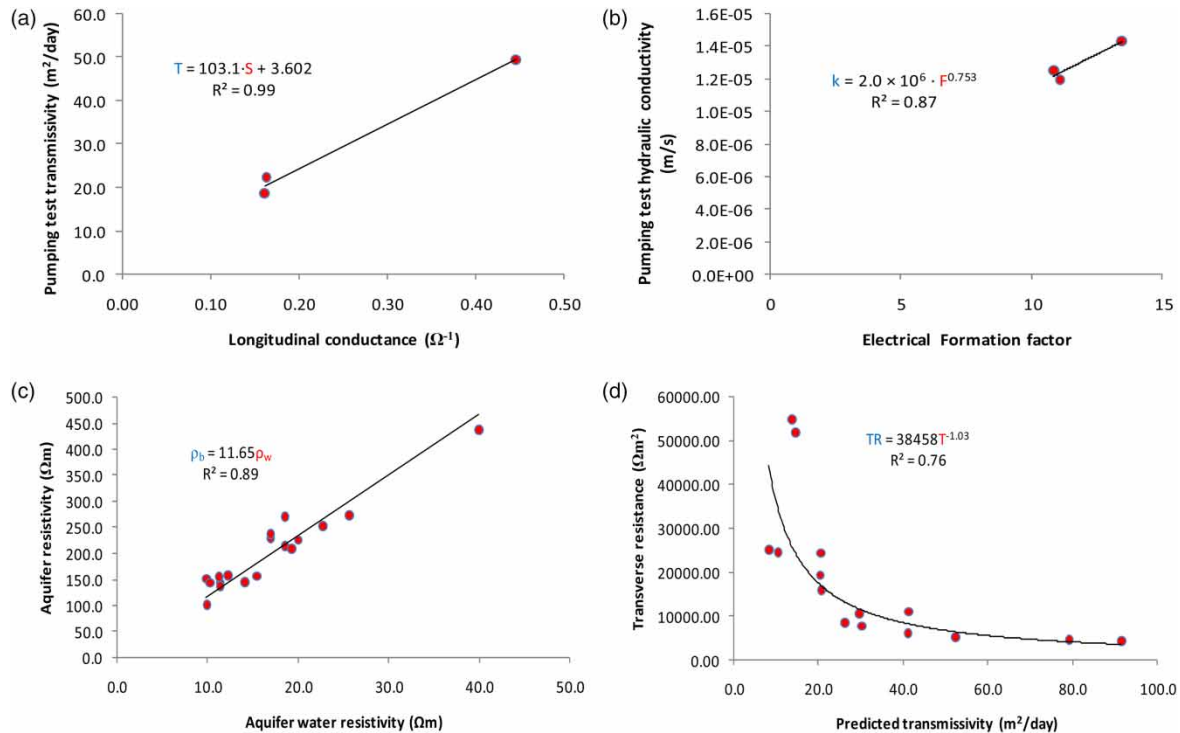 (a)
Pumping test transmissivity (m²/day)
60.0
50.0
40.0
30.0
20.0
10.0
0.0
T = 103.1·S + 3.602
R² = 0.99
0.00 0.10 0.20 0.30 0.40 0.50
Longitudinal conductance (Ω⁻¹)
(b)
Pumping test hydraulic conductivity
(m/s)
1.6E-05
1.4E-05
1.2E-05
1.0E-05
8.0E-06
6.0E-06
4.0E-06
2.0E-06
0.0E+00
k = 2.0 × 10⁶ · F⁰·⁷⁵³
R² = 0.87
0 5 10 15
Electrical Formation factor
(c)
Aquifer resistivity (Ωm)
500.0
450.0
400.0
350.0
300.0
250.0
200.0
150.0
100.0
50.0
0.0
ρb = 11.65ρw
R² = 0.89
0.0 10.0 20.0 30.0 40.0 50.0
Aquifer water resistivity (Ωm)
(d)
Transverse resistance (Ωm²)
60000.00
50000.00
40000.00
30000.00
20000.00
10000.00
0.00
TR = 38458T⁻¹·⁰³
R² = 0.76
0.0 20.0 40.0 60.0 80.0 100.0
Predicted transmissivity (m²/day)